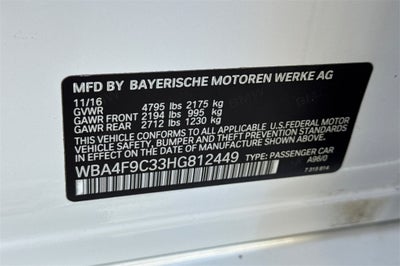 MFD BY BAYERISCHE MOTOREN WERKE AG
11/16
GVWR 4795 lbs 2175 kg
GAWR FRONT 2194 lbs 995 kg
GAWR REAR 2712 lbs 1230 kg
THIS VEHICLE CONFORMS TO ALL APPLICABLE U.S.FEDERAL MOTOR
VEHICLE SAFETY, BUMPER, AND THEFT PREVENTION
STANDARDS IN EFFECT ON THE DATE OF MANUFACTURE
SHOWN ABOVE.
WBA4F9C33HG812449
TYPE: PASSENGER CAR
A96/0